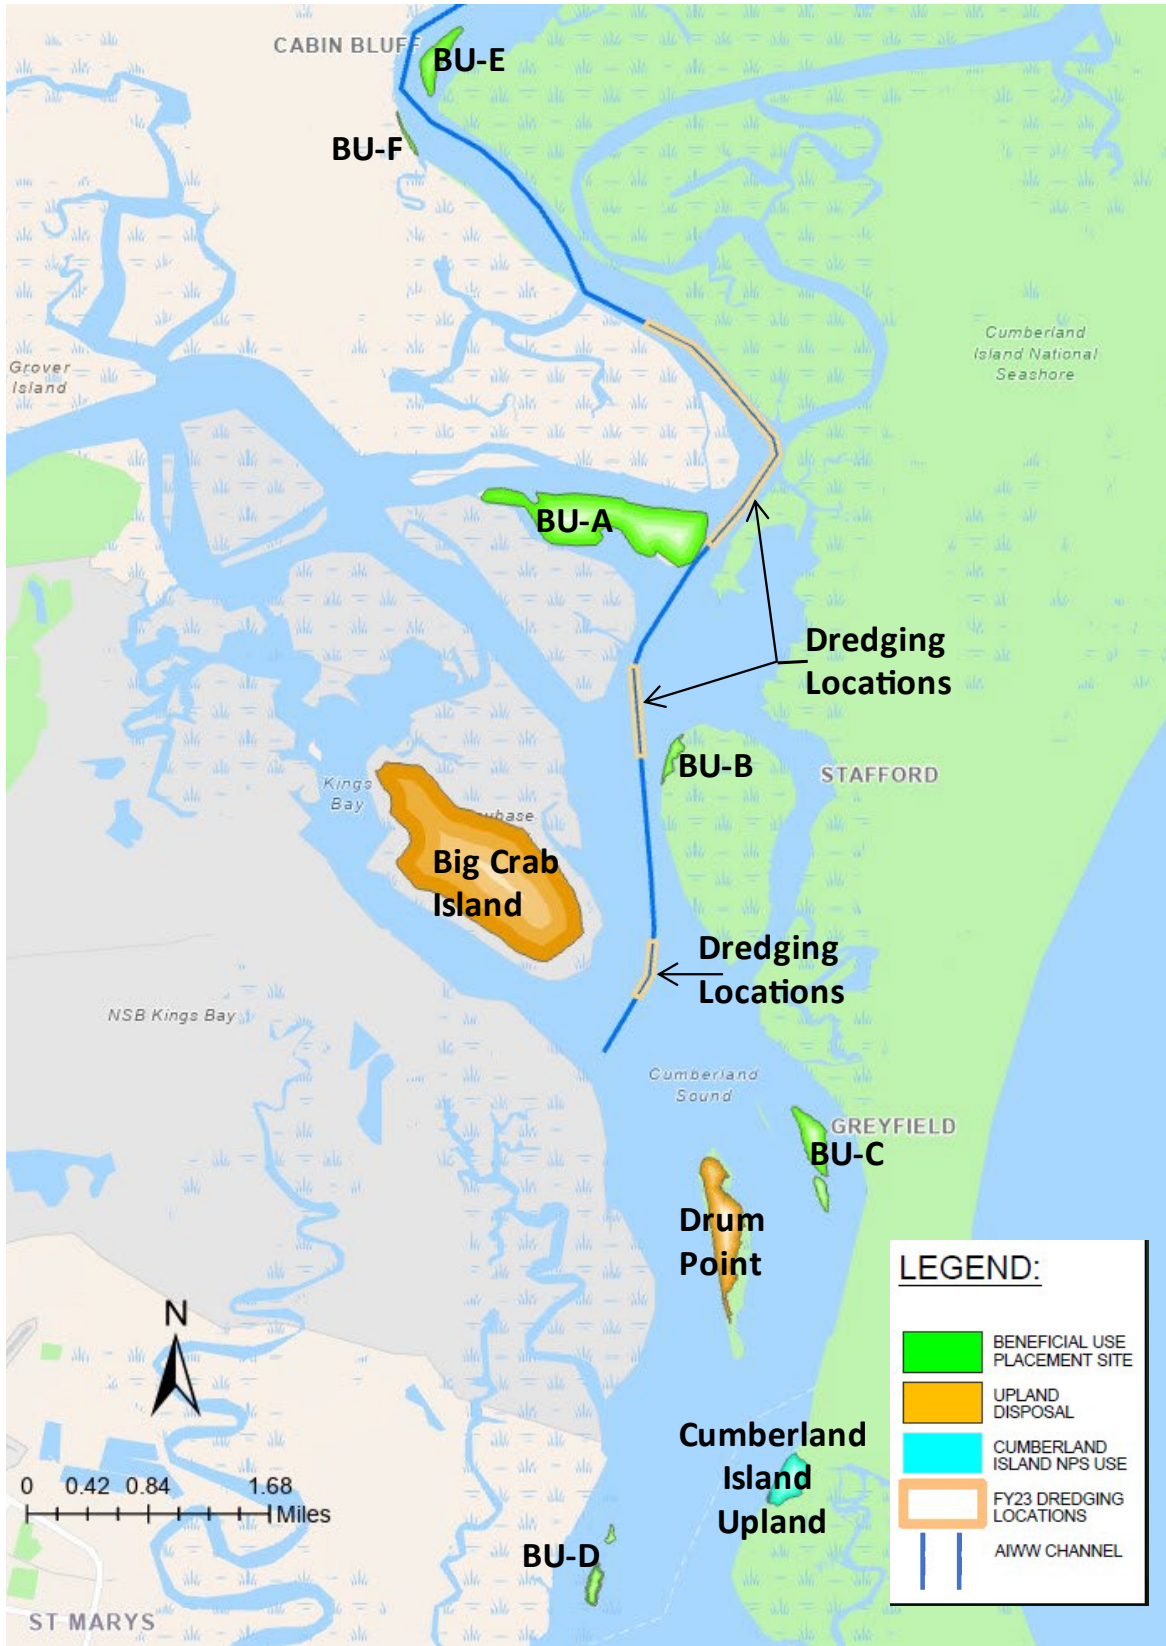 CABIN BLUFF
BU-E
BU-F
Cumberland
Island National
Seashore
Grover
Island
BU-A
Dredging
Locations
BU-B
STAFFORD
Kings
Bay
Big Crab
Island
Dredging
Locations
NSB Kings Bay
Cumberland
Sound
GREYFIELD
BU-C
Drum
Point
LEGEND:
BENEFICIAL USE
PLACEMENT SITE
UPLAND
DISPOSAL
CUMBERLAND
ISLAND NPS USE
FY23 DREDGING
LOCATIONS
AIWW CHANNEL
N
0 0.42 0.84 1.68
Miles
Cumberland
Island
Upland
BU-D
ST MARYS